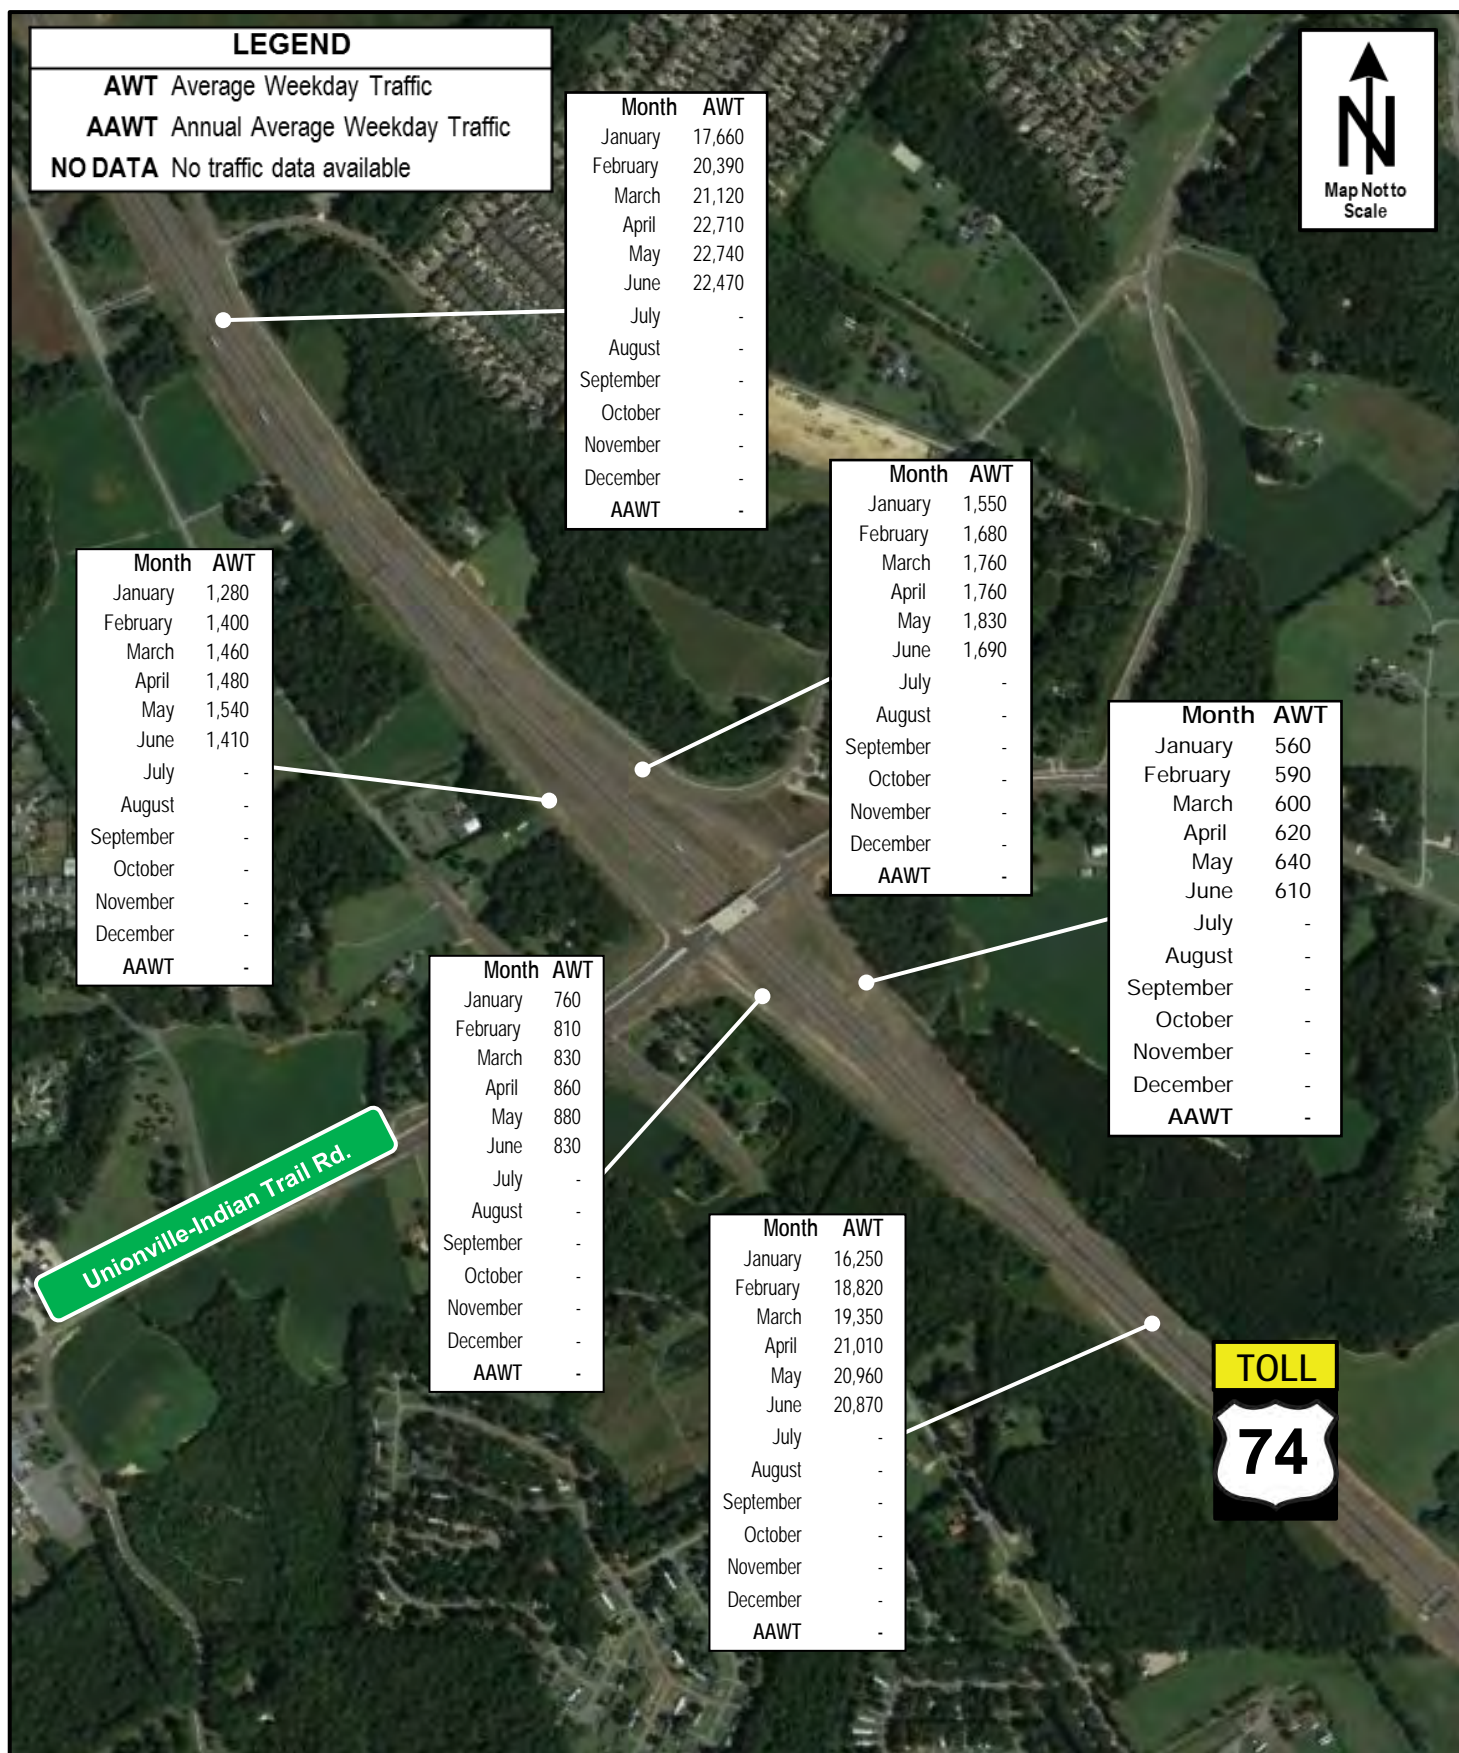 LEGEND
AWT Average Weekday Traffic
AAWT Annual Average Weekday Traffic
NO DATA No traffic data available
N
Map Not to
Scale
Month AWT
January 17,660
February 20,390
March 21,120
April 22,710
May 22,740
June 22,470
July -
August -
September -
October -
November -
December -
AAWT -
Month AWT
January 1,550
February 1,680
March 1,760
April 1,760
May 1,830
June 1,690
July -
August -
September -
October -
November -
December -
AAWT -
Month AWT
January 1,280
February 1,400
March 1,460
April 1,480
May 1,540
June 1,410
July -
August -
September -
October -
November -
December -
AAWT -
Month AWT
January 560
February 590
March 600
April 620
May 640
June 610
July -
August -
September -
October -
November -
December -
AAWT -
Month AWT
January 760
February 810
March 830
April 860
May 880
June 830
July -
August -
September -
October -
November -
December -
AAWT -
Unionville-Indian Trail Rd.
Month AWT
January 16,250
February 18,820
March 19,350
April 21,010
May 20,960
June 20,870
July -
August -
September -
October -
November -
December -
AAWT -
TOLL
74